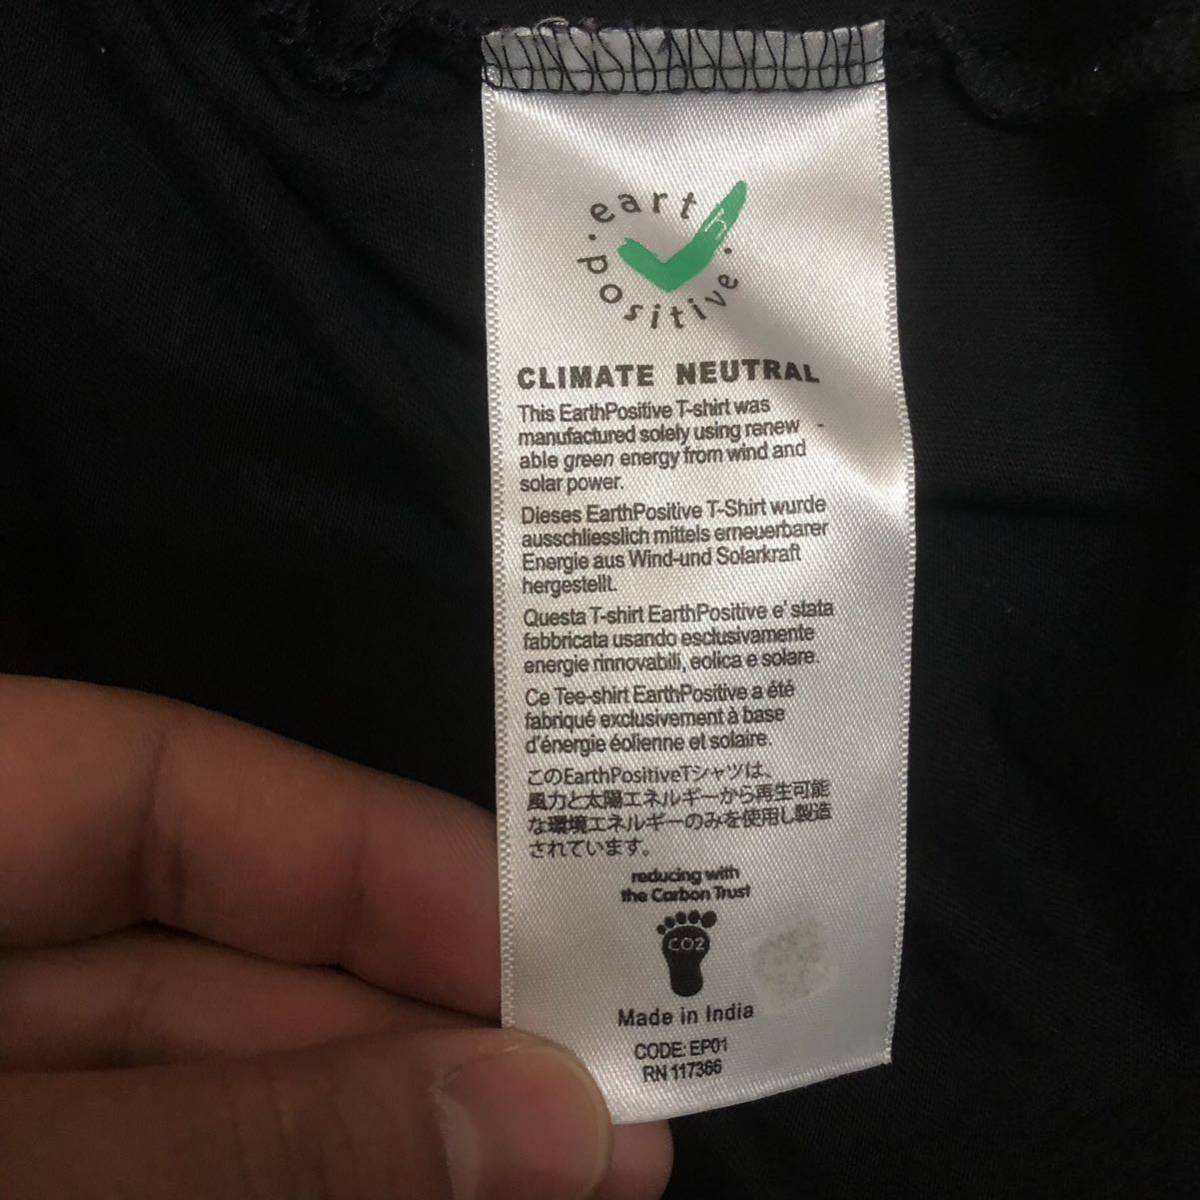 earth
positive
CLIMATE NEUTRAL
This EarthPositive T-shirt was
manufactured solely using renew -
able green energy from wind and
solar power.
Dieses EarthPositive T-Shirt wurde
ausschliesslich mittels erneuerbarer
Energie aus Wind-und Solarkraft
hergestellt.
Questa T-shirt EarthPositive e' stata
fabbricata usando esclusivamente
energie rinnovabili, eolica e solare.
Ce Tee-shirt EarthPositive a été
fabriqué exclusivement à base
d'énergie éolienne et solaire.
このEarthPositiveTシャツは、
風力と太陽エネルギーから再生可能
な環境エネルギーのみを使用し製造
されています。
reducing with
the Carbon Trust
CO2
Made in India
CODE: EP01
RN 117366